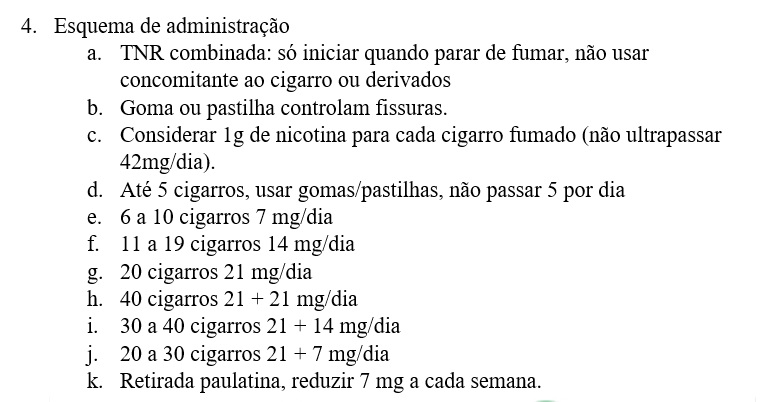 4. Esquema de administração
a. TNR combinada: só iniciar quando parar de fumar, não usar
concomitante ao cigarro ou derivados
b. Goma ou pastilha controlam fissuras.
c. Considerar 1g de nicotina para cada cigarro fumado (não ultrapassar
42mg/dia).
d. Até 5 cigarros, usar gomas/pastilhas, não passar 5 por dia
e. 6 a 10 cigarros 7 mg/dia
f. 11 a 19 cigarros 14 mg/dia
g. 20 cigarros 21 mg/dia
h. 40 cigarros 21 + 21 mg/dia
i. 30 a 40 cigarros 21 + 14 mg/dia
j. 20 a 30 cigarros 21 + 7 mg/dia
k. Retirada paulatina, reduzir 7 mg a cada semana.